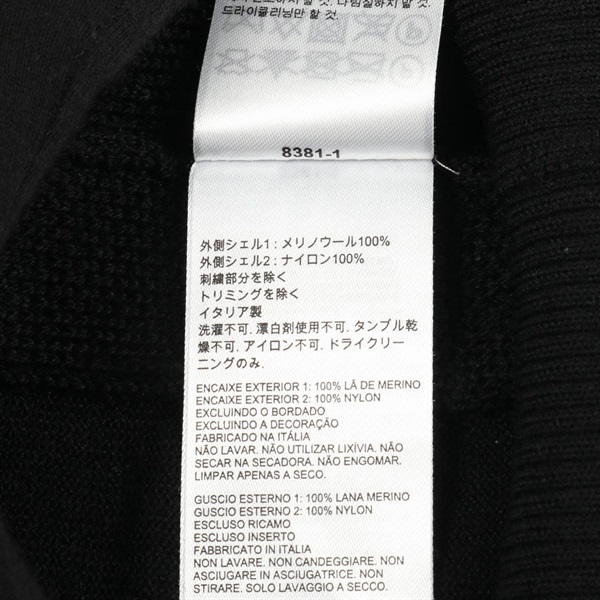 드라이클리닝만 할 것.
8381-1
外側シェル1 : メリノウール100%
外側シェル2 : ナイロン100%
刺繍部分を除く
トリミングを除く
イタリア製
洗濯不可. 漂白剤使用不可. タンブル乾
燥不可. アイロン不可. ドライクリー
ニングのみ.
ENCAIXE EXTERIOR 1: 100% LÃ DE MERINO
ENCAIXE EXTERIOR 2: 100% NYLON
EXCLUINDO O BORDADO
EXCLUINDO A DECORAÇÃO
FABRICADO NA ITÁLIA
NÃO LAVAR. NÃO UTILIZAR LIXÍVIA. NÃO
SECAR NA SECADORA. NÃO ENGOMAR.
LIMPAR APENAS A SECO.
GUSCIO ESTERNO 1: 100% LANA MERINO
GUSCIO ESTERNO 2: 100% NYLON
ESCLUSO RICAMO
ESCLUSO INSERTO
FABBRICATO IN ITALIA
NON LAVARE. NON CANDEGGIARE. NON
ASCIUGARE IN ASCIUGATRICE. NON
STIRARE. SOLO LAVAGGIO A SECCO.